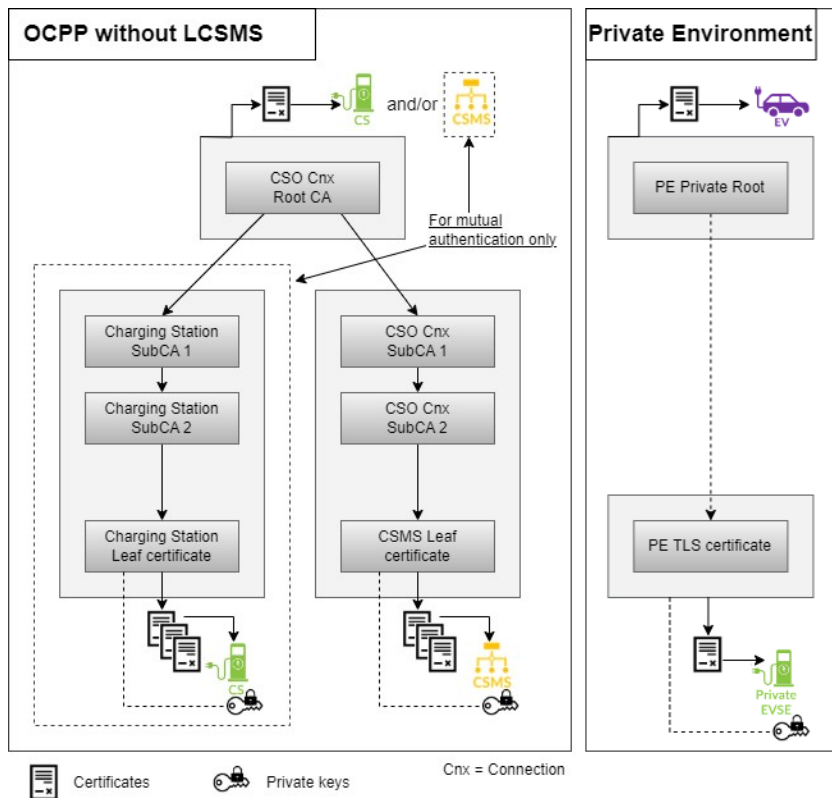 OCPP without LCSMS
Private Environment
CS
and/or
CSMS
EV
CSO Cnx
Root CA
PE Private Root
For mutual
authentication only
Charging Station
SubCA 1
CSO Cnx
SubCA 1
Charging Station
SubCA 2
CSO Cnx
SubCA 2
Charging Station
Leaf certificate
CSMS Leaf
certificate
PE TLS certificate
CS
CSMS
Private
EVSE
Certificates
Private keys
Cnx = Connection